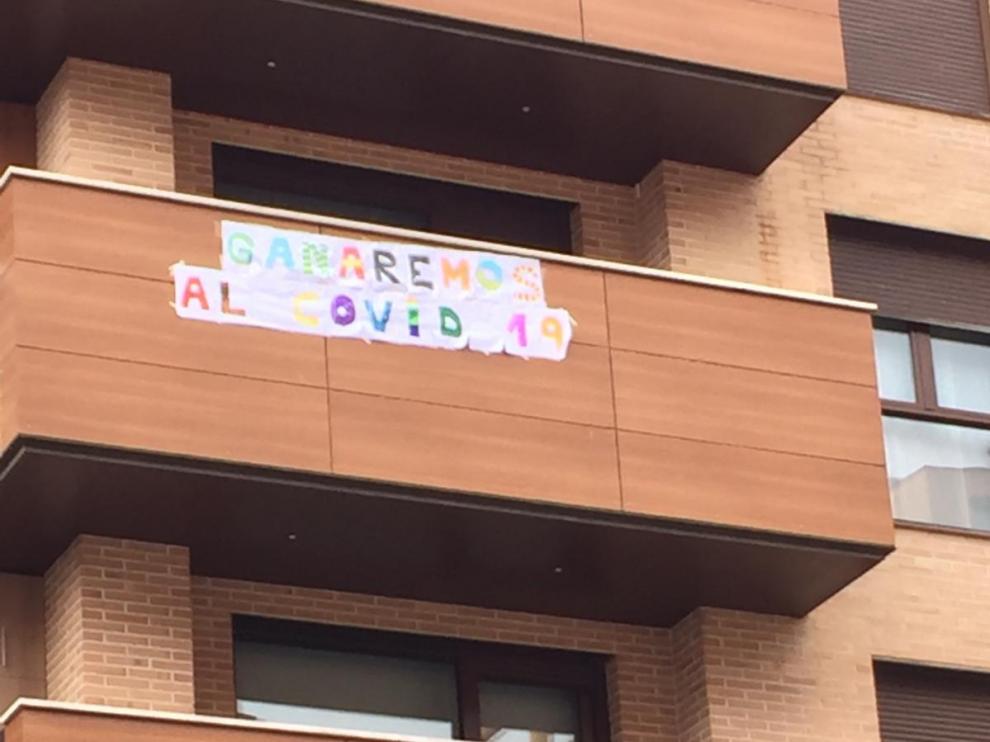 GANAREMOS
AL COVID 19